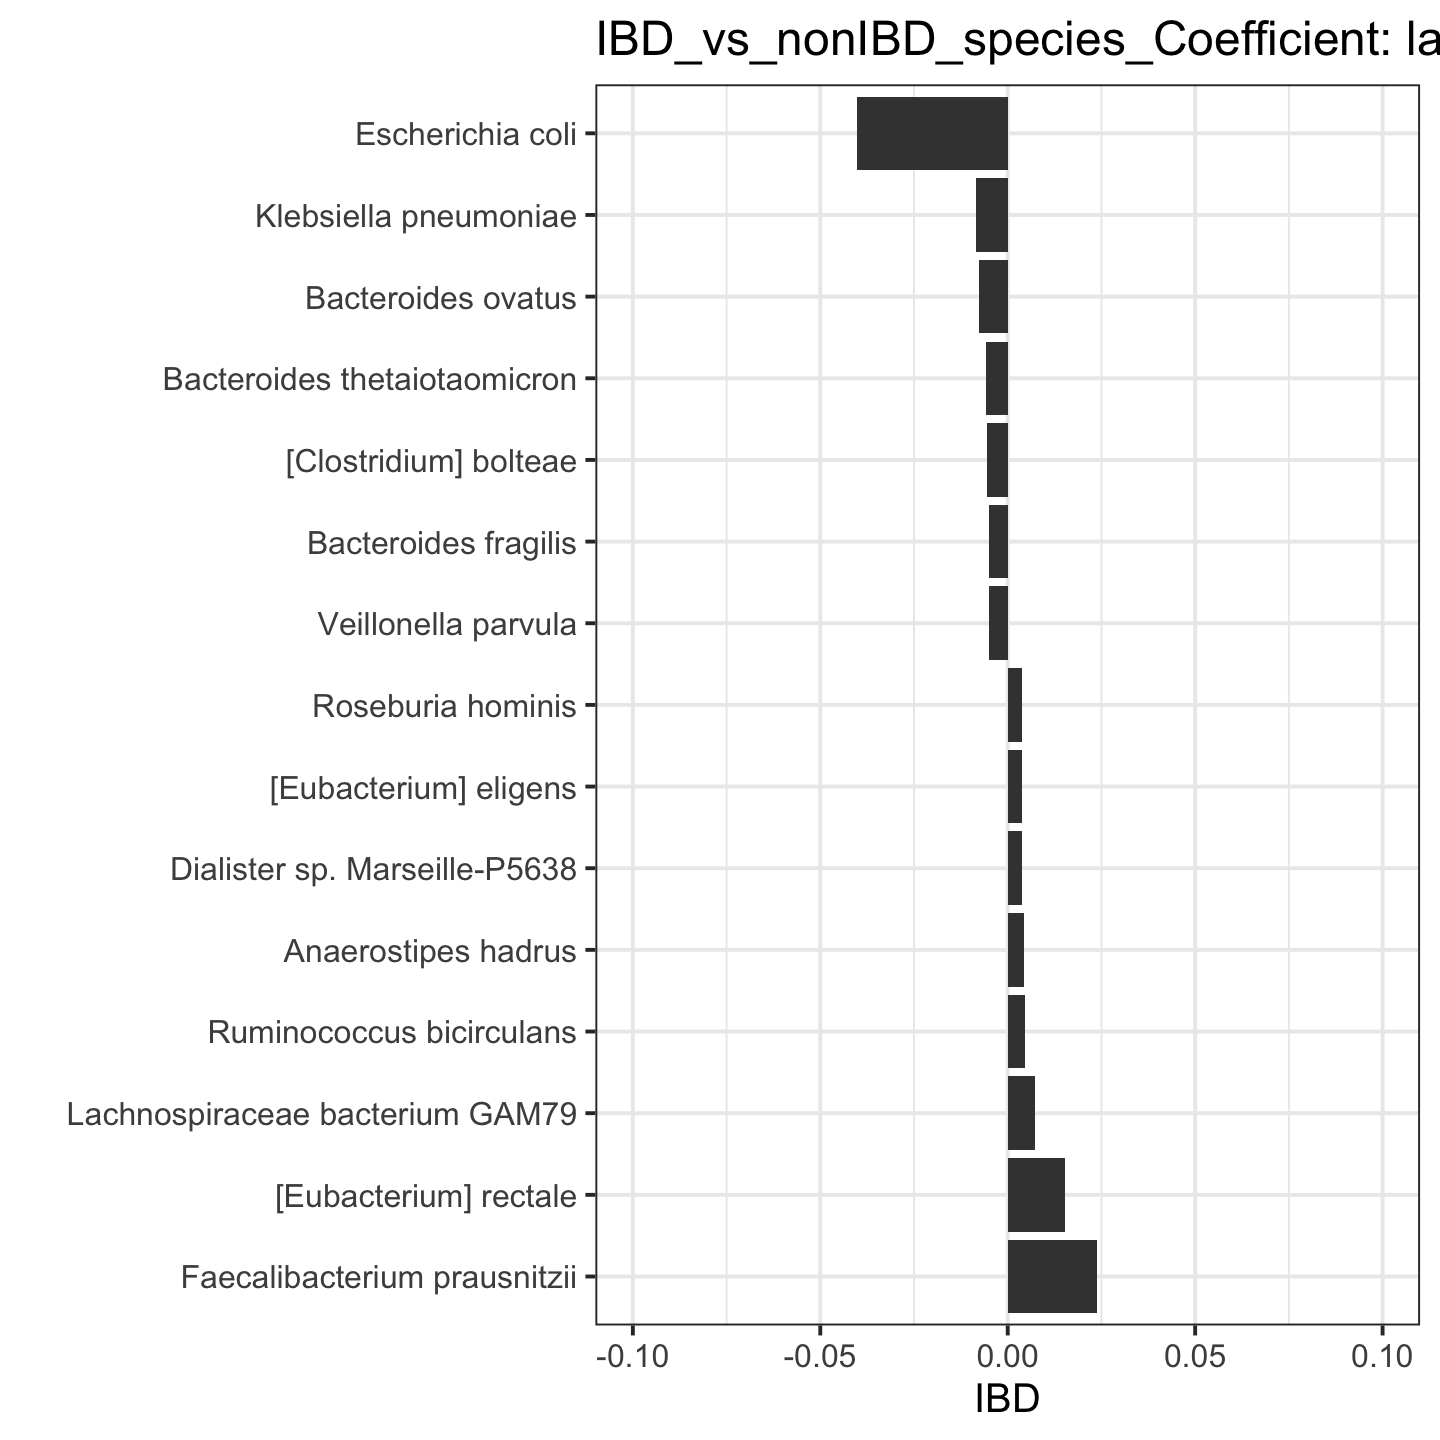 IBD_vs_nonIBD_species_Coefficient: la
Escherichia coli
Klebsiella pneumoniae
Bacteroides ovatus
Bacteroides thetaiotaomicron
[Clostridium] bolteae
Bacteroides fragilis
Veillonella parvula
Roseburia hominis
[Eubacterium] eligens
Dialister sp. Marseille-P5638
Anaerostipes hadrus
Ruminococcus bicirculans
Lachnospiraceae bacterium GAM79
[Eubacterium] rectale
Faecalibacterium prausnitzii
-0.10 -0.05 0.00 0.05 0.10
IBD